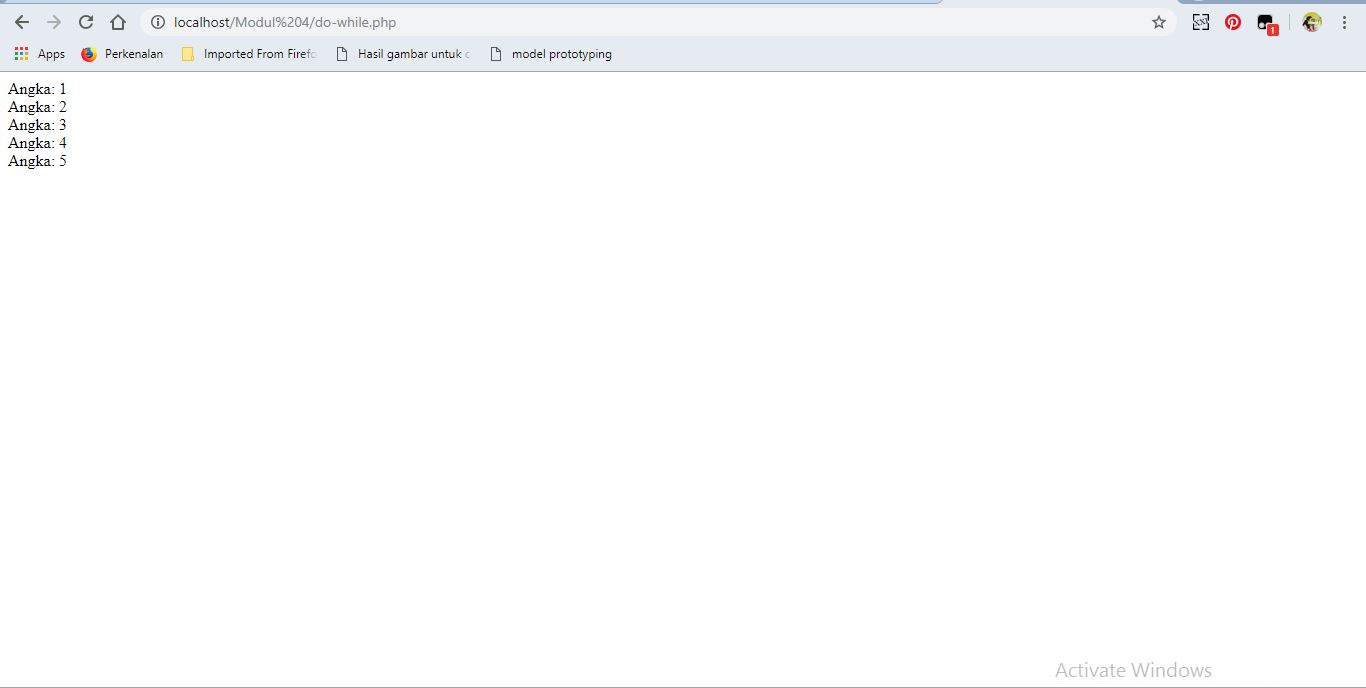 localhost/Modul%204/do-while.php
1
Apps Perkenalan Imported From Firefo Hasil gambar untuk model prototyping
Angka: 1
Angka: 2
Angka: 3
Angka: 4
Angka: 5
Activate Windows